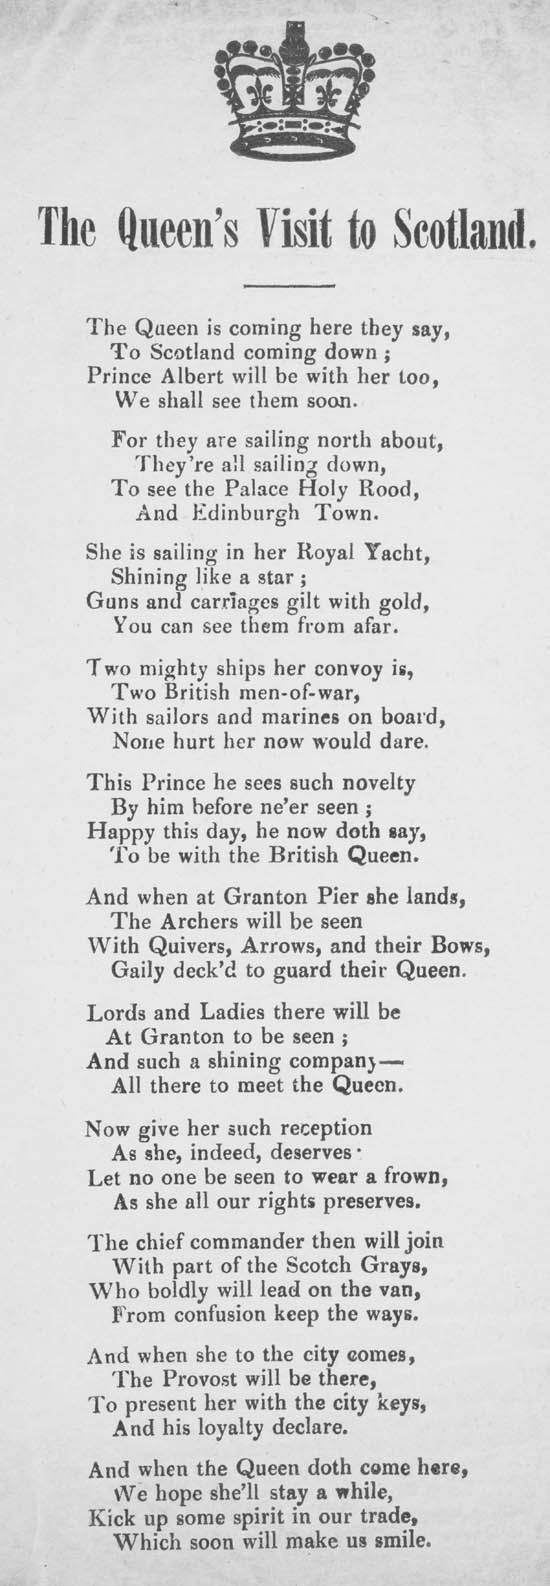 The Queen's Visit to Scotland.
The Queen is coming here they say,
To Scotland coming down ;
Prince Albert will be with her too,
We shall see them soon.
For they are sailing north about,
They're all sailing down,
To see the Palace Holy Rood,
And Edinburgh Town.
She is sailing in her Royal Yacht,
Shining like a star ;
Guns and carriages gilt with gold,
You can see them from afar.
Two mighty ships her convoy is,
Two British men-of-war,
With sailors and marines on board,
None hurt her now would dare.
This Prince he sees such novelty
By him before ne'er seen ;
Happy this day, he now doth say,
To be with the British Queen.
And when at Granton Pier she lands,
The Archers will be seen
With Quivers, Arrows, and their Bows,
Gaily deck'd to guard their Queen.
Lords and Ladies there will be
At Granton to be seen ;
And such a shining company—
All there to meet the Queen.
Now give her such reception
As she, indeed, deserves·
Let no one be seen to wear a frown,
As she all our rights preserves.
The chief commander then will join
With part of the Scotch Grays,
Who boldly will lead on the van,
From confusion keep the ways.
And when she to the city comes,
The Provost will be there,
To present her with the city keys,
And his loyalty declare.
And when the Queen doth come here,
We hope she'll stay a while,
Kick up some spirit in our trade,
Which soon will make us smile.